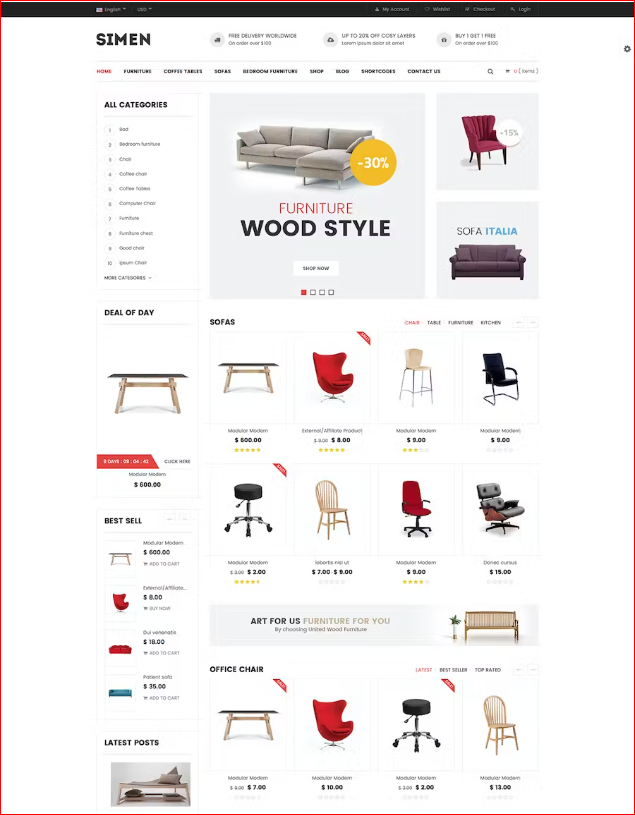 English
USD
My Account
Wishlist
Checkout
Login
SIMEN
FREE DELIVERY WORLDWIDE
On order over $100
UP TO 20% OFF COSY LAYERS
Lorem ipsum dolor sit amet
BUY 1 GET 1 FREE
On order over $100
HOME FURNITURE COFFEE TABLES SOFAS BEDROOM FURNITURE SHOP BLOG SHORTCODES CONTACT US
0 ( items )
ALL CATEGORIES
1 Bed
2 Bedroom furniture
3 Chair
4 Coffee chair
5 Coffee Tables
6 Computer Chair
7 Furniture
8 Furniture chest
9 Good chair
10 Ipsum Chair
MORE CATEGORIES
-30%
FURNITURE
WOOD STYLE
SHOP NOW
-15%
SOFA ITALIA
DEAL OF DAY
CLICK HERE
Modular Modern
$ 600.00
SOFAS
CHAIR TABLE FURNITURE KITCHEN
Modular Modern
$ 600.00
External/Affiliate Product
$ 9.00 $ 8.00
Modular Modern
$ 9.00
Modular Modern
$ 9.00
Modular Modern
$ 3.00 $ 2.00
lobortis nisl ut
$ 7.00 - $ 9.00
Modular Modern
$ 9.00
Donec cursus
$ 15.00
BEST SELL
Modular Modern
$ 600.00
ADD TO CART
External/Affiliate...
$ 8.00
BUY NOW
Dui venenatis
$ 18.00
ADD TO CART
Patient sofa
$ 35.00
ADD TO CART
ART FOR US FURNITURE FOR YOU
By choosing United Wood Furniture
OFFICE CHAIR
LATEST BEST SELLER TOP RATED
Modular Modern
$ 7.00
Modular Modern
$ 10.00
Modular Modern
$ 3.00 $ 2.00
Modular Modern
$ 13.00
LATEST POSTS